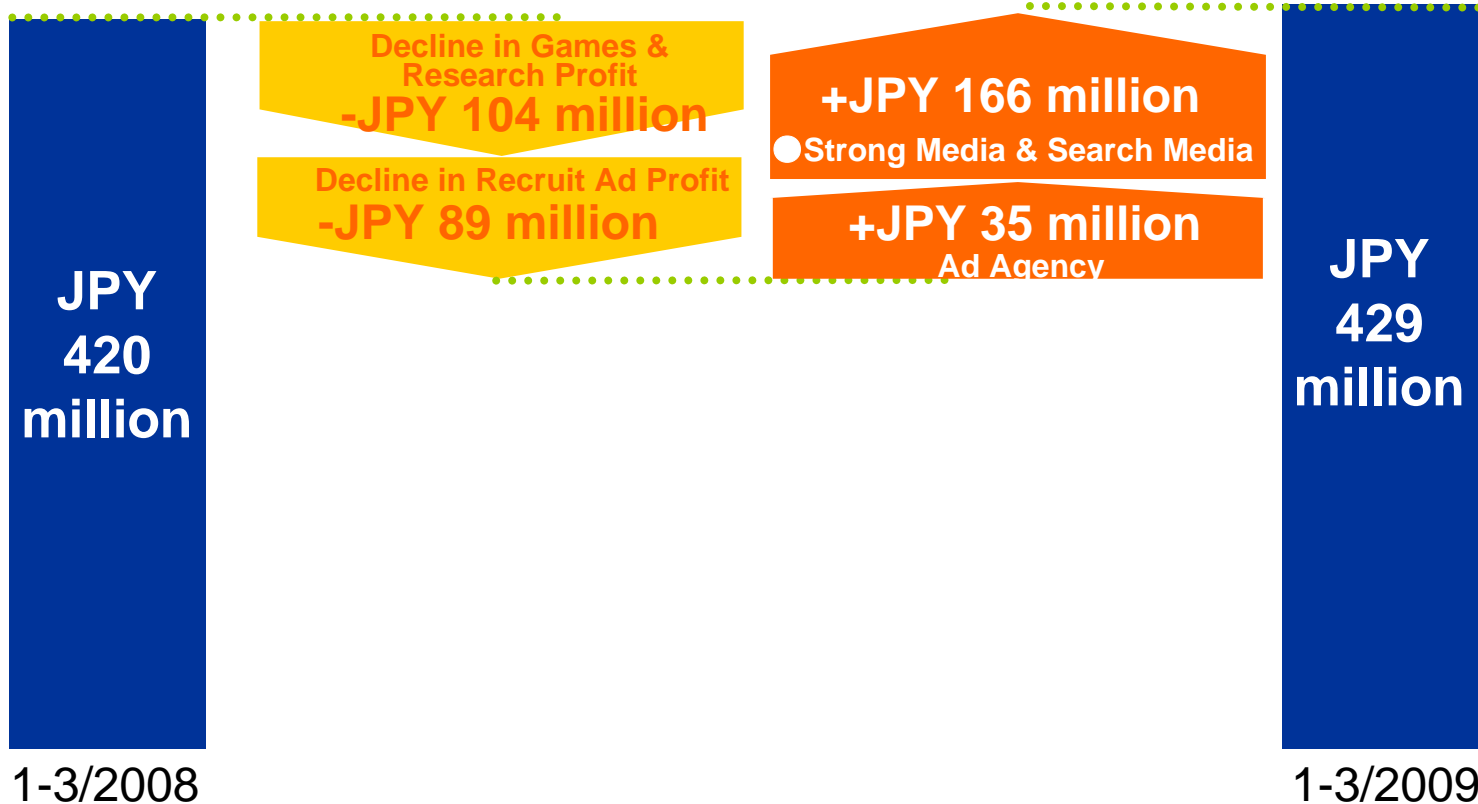 Decline in Games &
Research Profit
-JPY 104 million
Decline in Recruit Ad Profit
-JPY 89 million
+JPY 166 million
●Strong Media & Search Media
+JPY 35 million
Ad Agency
JPY
420
million
JPY
429
million
1-3/2008
1-3/2009